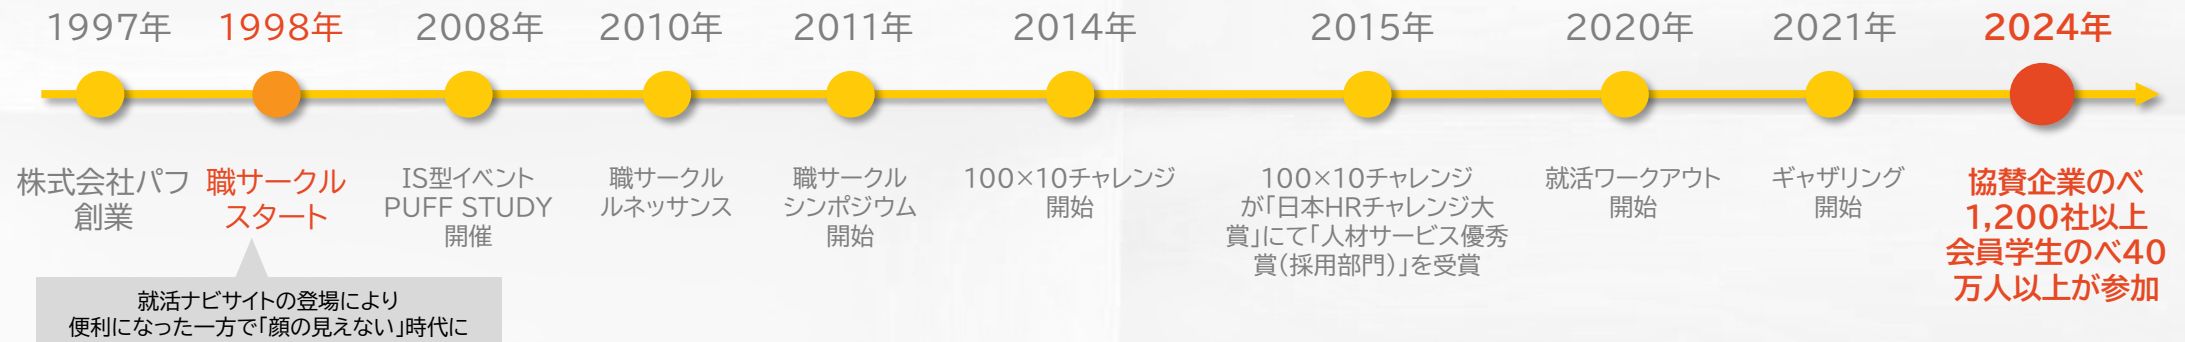 1997年
1998年
2008年
2010年
2011年
2014年
2015年
2020年
2021年
2024年
株式会社パフ
創業
職サークル
スタート
IS型イベント
PUFF STUDY
開催
職サークル
ルネッサンス
職サークル
シンポジウム
開始
100×10チャレンジ
開始
100×10チャレンジ
が「日本HRチャレンジ大
賞」にて「人材サービス優秀
賞(採用部門)」を受賞
就活ワークアウト
開始
ギャザリング
開始
協賛企業のべ
1,200社以上
会員学生のべ40
万人以上が参加
就活ナビサイトの登場により
便利になった一方で「顔の見えない」時代に